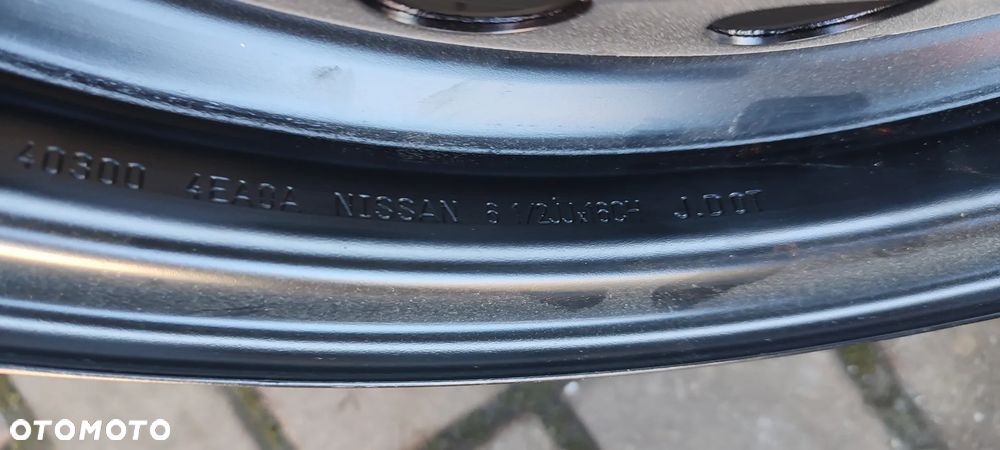 40300 4EA0A NISSAN 6 1/2JJx16CH J.DOT
OTOMOTO